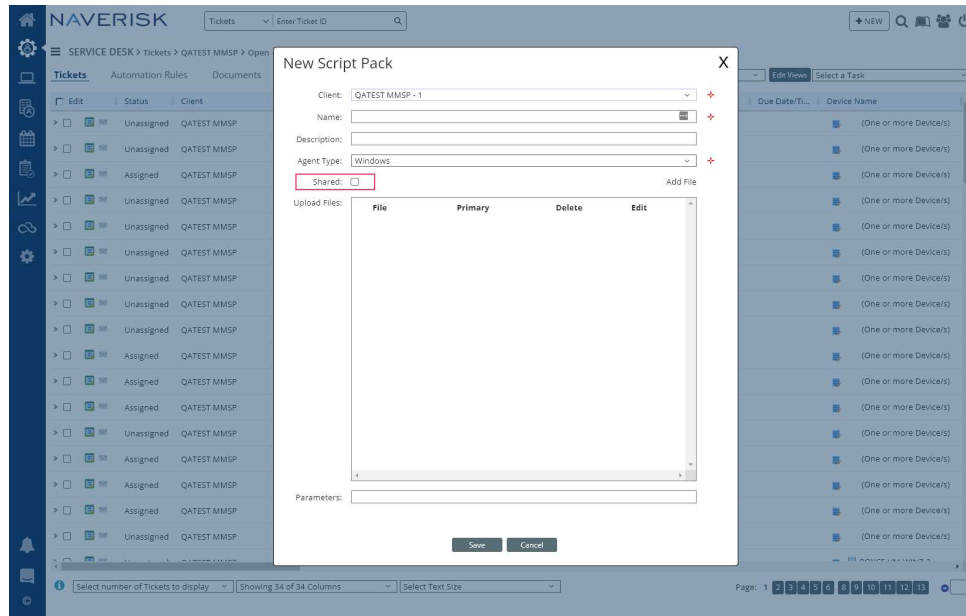 NAVERISK
Tickets
Enter Ticket ID
+ NEW
SERVICE DESK > Tickets > QATEST MMSP > Open
Tickets Automation Rules Documents
Edit Views Select a Task
Edit Status Client Due Date/Ti... Device Name
Unassigned QATEST MMSP (One or more Device/s)
Unassigned QATEST MMSP (One or more Device/s)
Assigned QATEST MMSP (One or more Device/s)
Unassigned QATEST MMSP (One or more Device/s)
Unassigned QATEST MMSP (One or more Device/s)
Unassigned QATEST MMSP (One or more Device/s)
Unassigned QATEST MMSP (One or more Device/s)
Unassigned QATEST MMSP (One or more Device/s)
Unassigned QATEST MMSP (One or more Device/s)
Assigned QATEST MMSP (One or more Device/s)
Assigned QATEST MMSP (One or more Device/s)
Assigned QATEST MMSP (One or more Device/s)
Unassigned QATEST MMSP (One or more Device/s)
Assigned QATEST MMSP (One or more Device/s)
Assigned QATEST MMSP (One or more Device/s)
Assigned QATEST MMSP (One or more Device/s)
Unassigned QATEST MMSP (One or more Device/s)
New Script Pack X
Client: QATEST MMSP - 1
Name:
Description:
Agent Type: Windows
Shared: Add File
Upload Files:
File Primary Delete Edit
Parameters:
Save Cancel
Select number of Tickets to display Showing 34 of 34 Columns Select Text Size
Page: 1 2 3 4 5 6 8 9 10 11 12 13